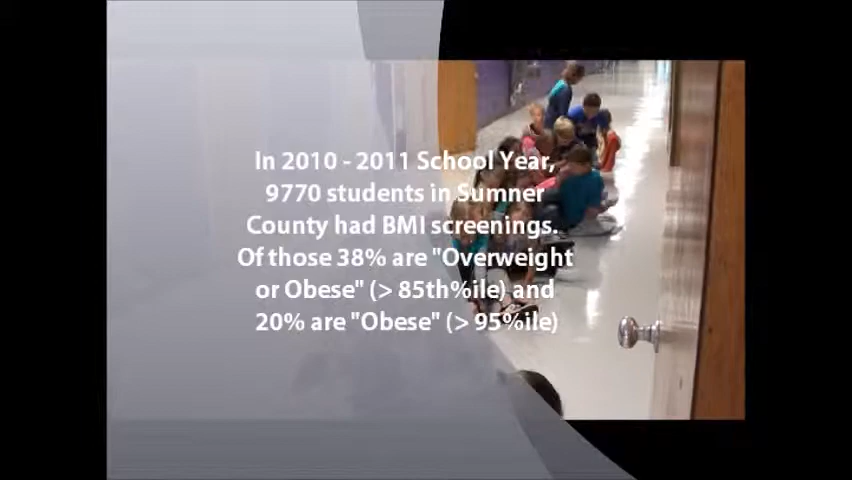 In 2010 - 2011 School Year,
9770 students in Sumner
County had BMI screenings.
Of those 38% are "Overweight
or Obese" (> 85th%ile) and
20% are "Obese" (> 95%ile)